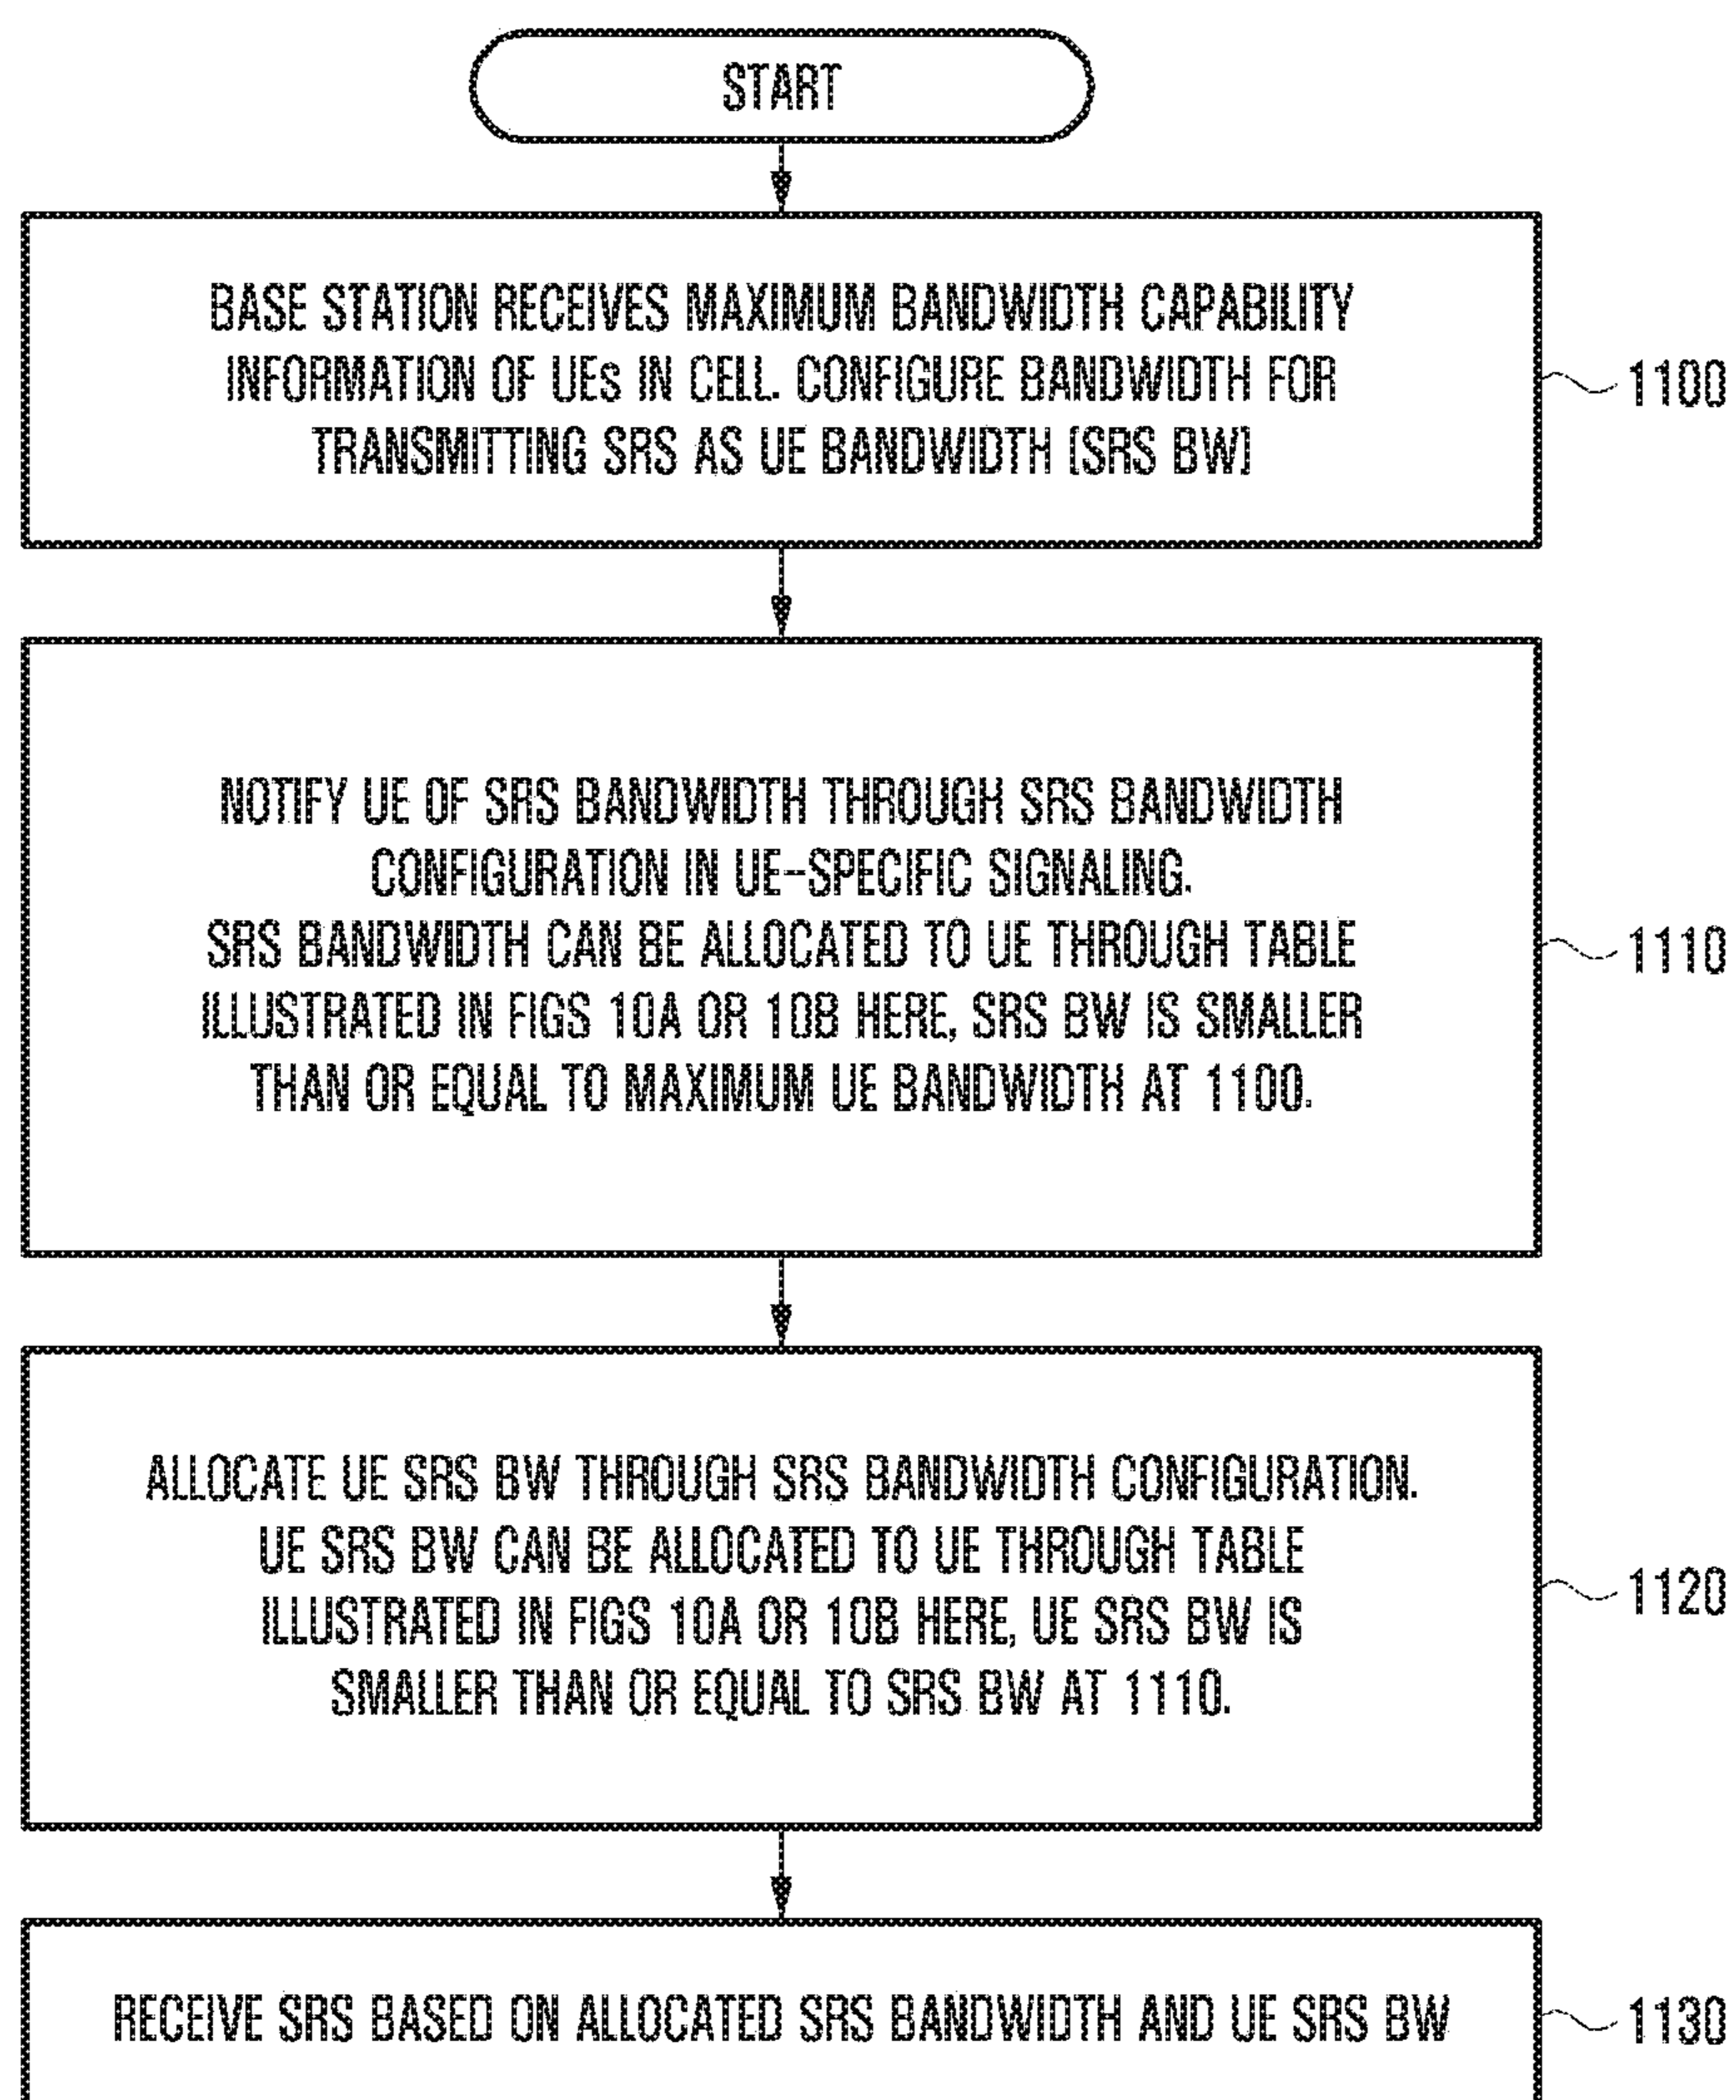 START
BASE STATION RECEIVES MAXIMUM BANDWIDTH CAPABILITY
INFORMATION OF UEs IN CELL. CONFIGURE BANDWIDTH FOR
TRANSMITTING SRS AS UE BANDWIDTH (SRS BW)
1100
NOTIFY UE OF SRS BANDWIDTH THROUGH SRS BANDWIDTH
CONFIGURATION IN UE-SPECIFIC SIGNALING.
SRS BANDWIDTH CAN BE ALLOCATED TO UE THROUGH TABLE
ILLUSTRATED IN FIGS 10A OR 10B HERE, SRS BW IS SMALLER
THAN OR EQUAL TO MAXIMUM UE BANDWIDTH AT 1100.
1110
ALLOCATE UE SRS BW THROUGH SRS BANDWIDTH CONFIGURATION.
UE SRS BW CAN BE ALLOCATED TO UE THROUGH TABLE
ILLUSTRATED IN FIGS 10A OR 10B HERE, UE SRS BW IS
SMALLER THAN OR EQUAL TO SRS BW AT 1110.
1120
RECEIVE SRS BASED ON ALLOCATED SRS BANDWIDTH AND UE SRS BW
1130